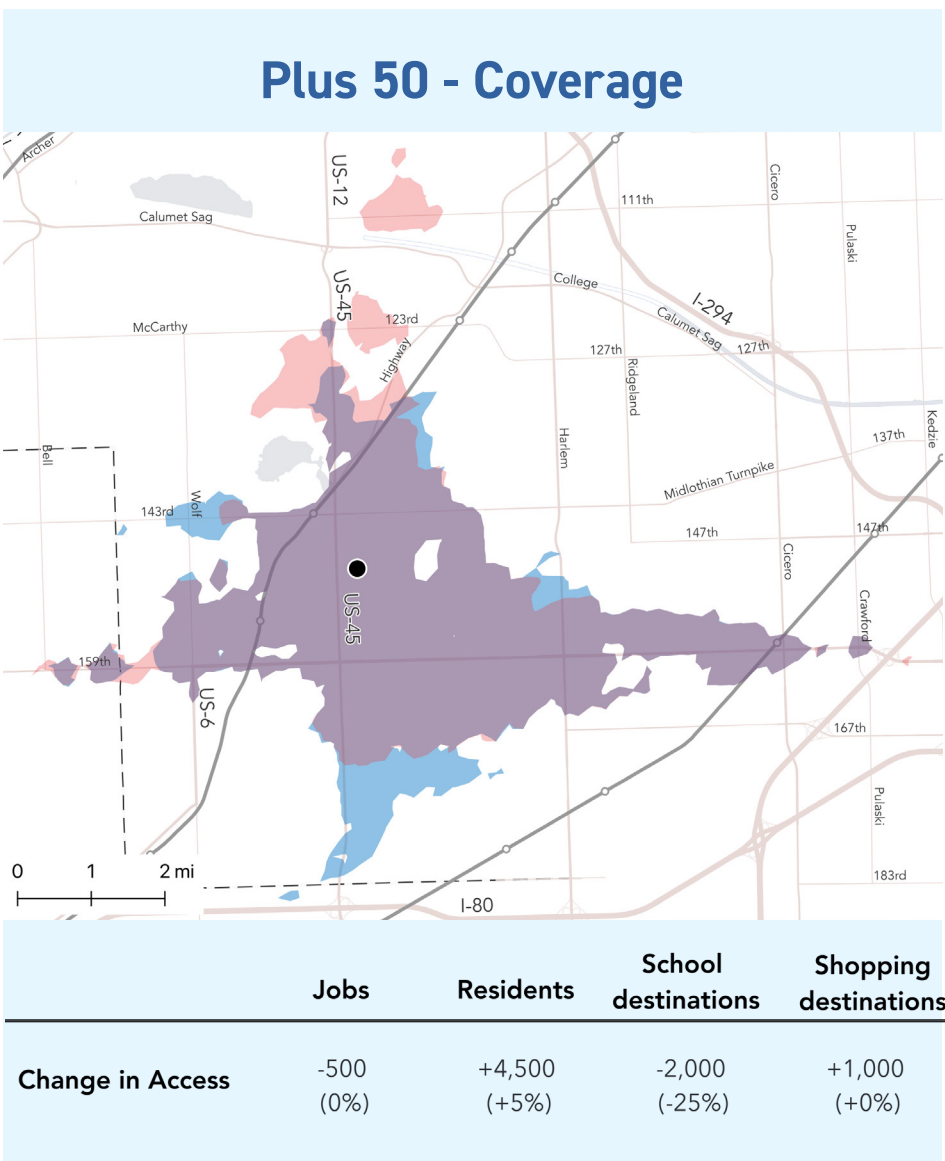 Plus 50 - Coverage
Archer
US-12
Cicero
111th
Calumet Sag
Pulaski
College
US-45
I-294
Calumet Sag
McCarthy
123rd
Highway
127th
127th
Ridgeland
Kedzie
Harlem
137th
Bell
Midlothian Turnpike
Wolf
143rd
147th
147th
Cicero
US-45
Crawford
159th
US-6
167th
Pulaski
0 1 2 mi
183rd
I-80
Jobs Residents School destinations Shopping destinations
Change in Access -500 +4,500 -2,000 +1,000
(0%) (+5%) (-25%) (+0%)